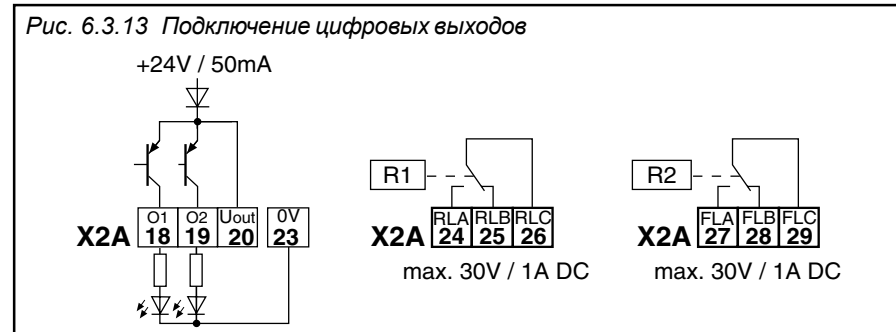 Рис. 6.3.13 Подключение цифровых выходов
+24V / 50mA
R1
R2
O1 O2 Uout 0V
X2A 18 19 20 23
RLA RLB RLC
X2A 24 25 26
FLA FLB FLC
X2A 27 28 29
max. 30V / 1A DC
max. 30V / 1A DC